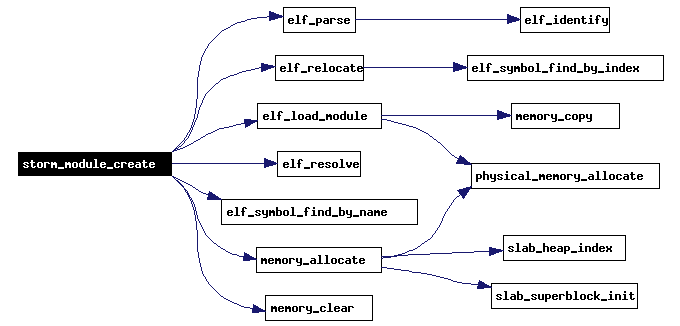 storm_module_create
elf_parse
elf_identify
elf_relocate
elf_symbol_find_by_index
elf_load_module
memory_copy
elf_resolve
physical_memory_allocate
elf_symbol_find_by_name
memory_allocate
slab_heap_index
slab_superblock_init
memory_clear